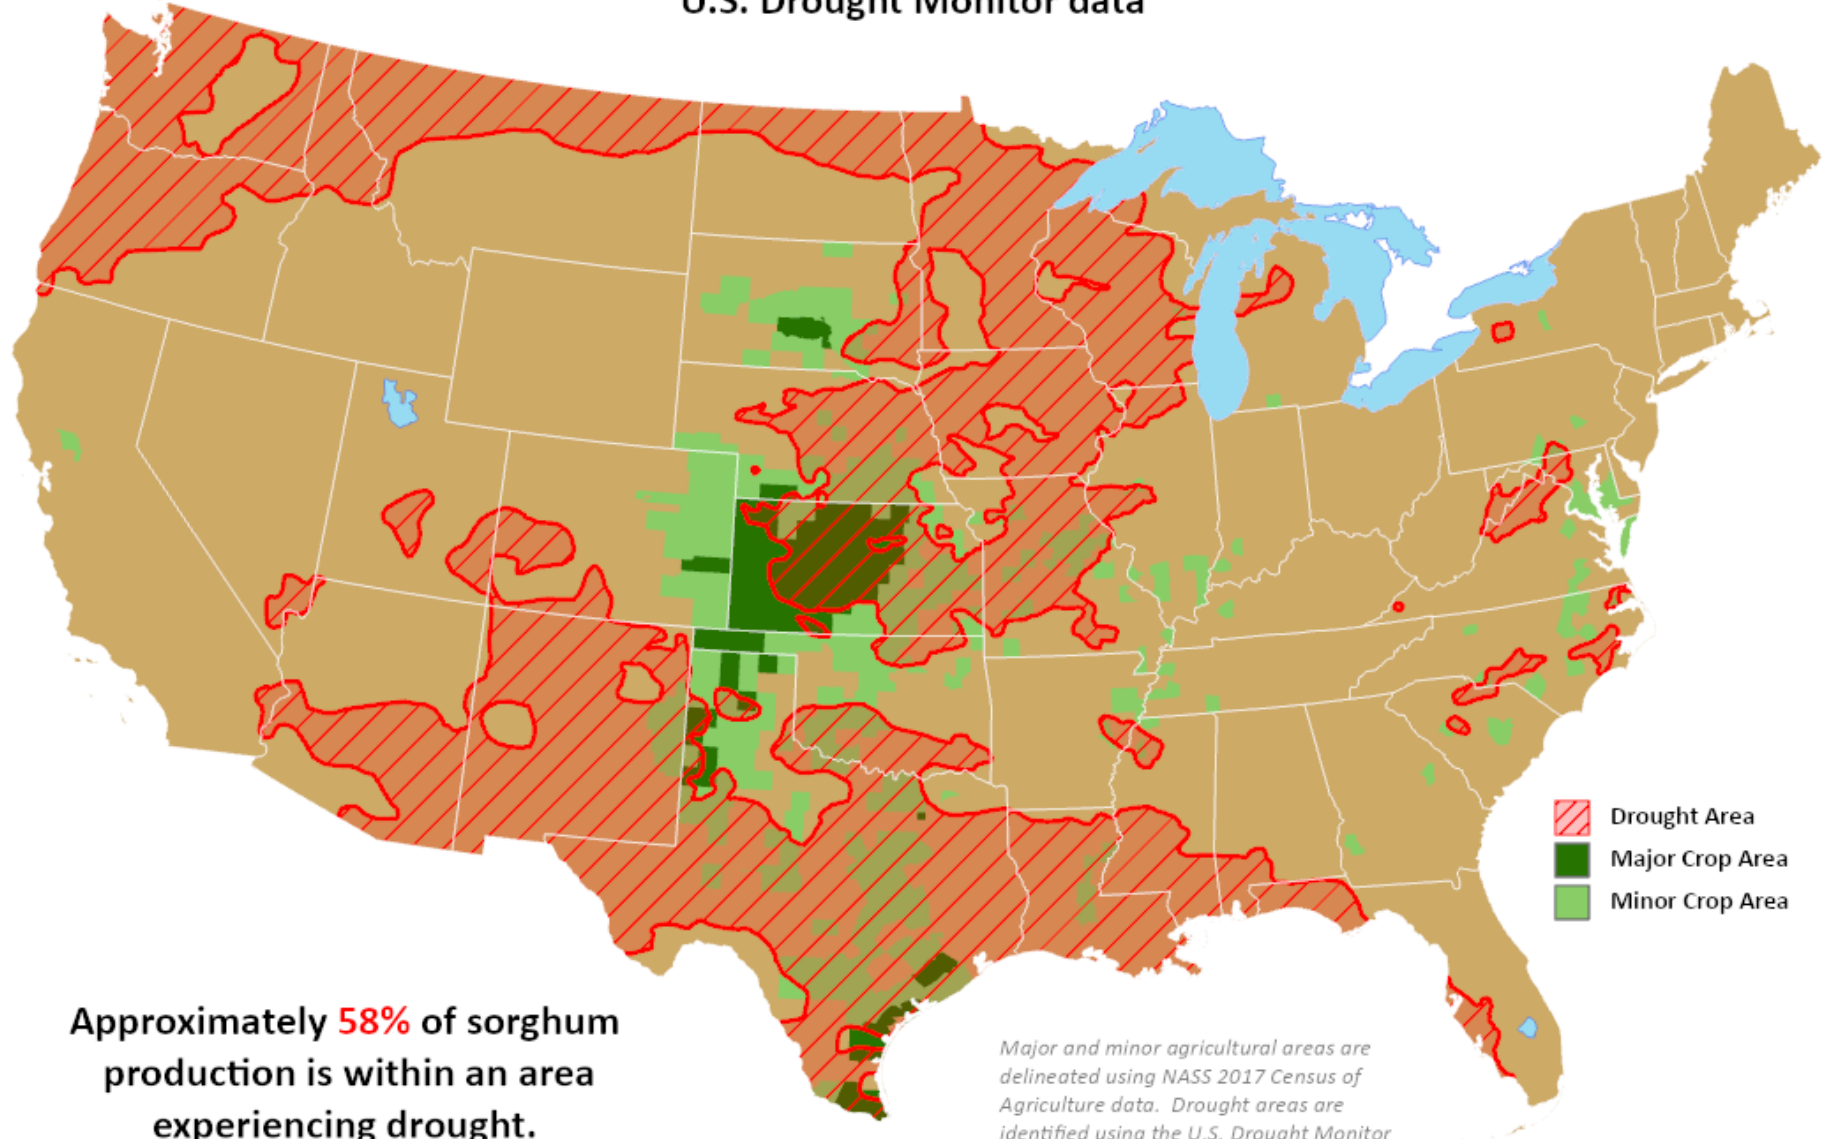 U.S. Drought Monitor data
Drought Area
Major Crop Area
Minor Crop Area
Approximately 58% of sorghum
production is within an area
experiencing drought.
Major and minor agricultural areas are
delineated using NASS 2017 Census of
Agriculture data. Drought areas are
identified using the U.S. Drought Monitor